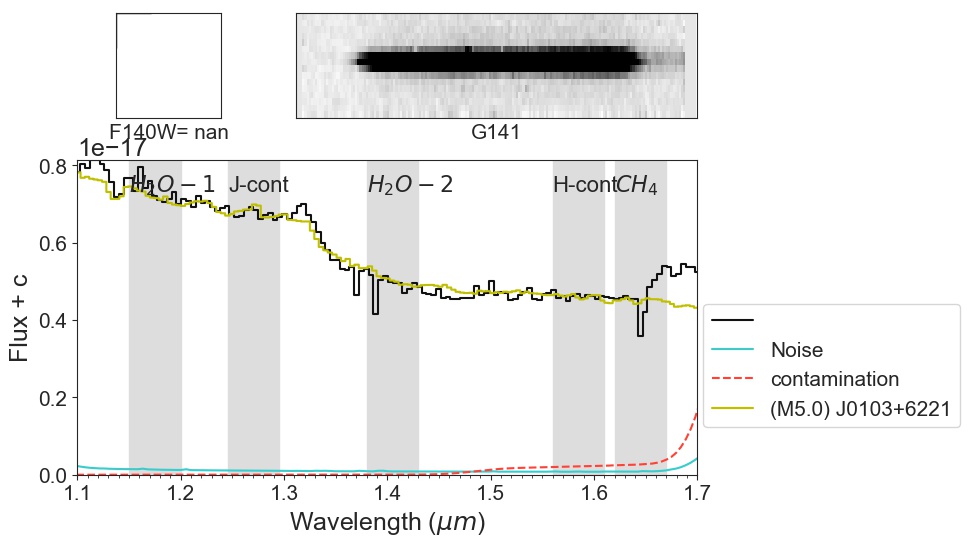 F140W= nan
G141
1e−17
H₂O − 1 J-cont H₂O − 2 H-cont CH₄
0.8
0.6
0.4
0.2
0.0
Flux + c
1.1 1.2 1.3 1.4 1.5 1.6 1.7
Wavelength (μm)
Noise
contamination
(M5.0) J0103+6221